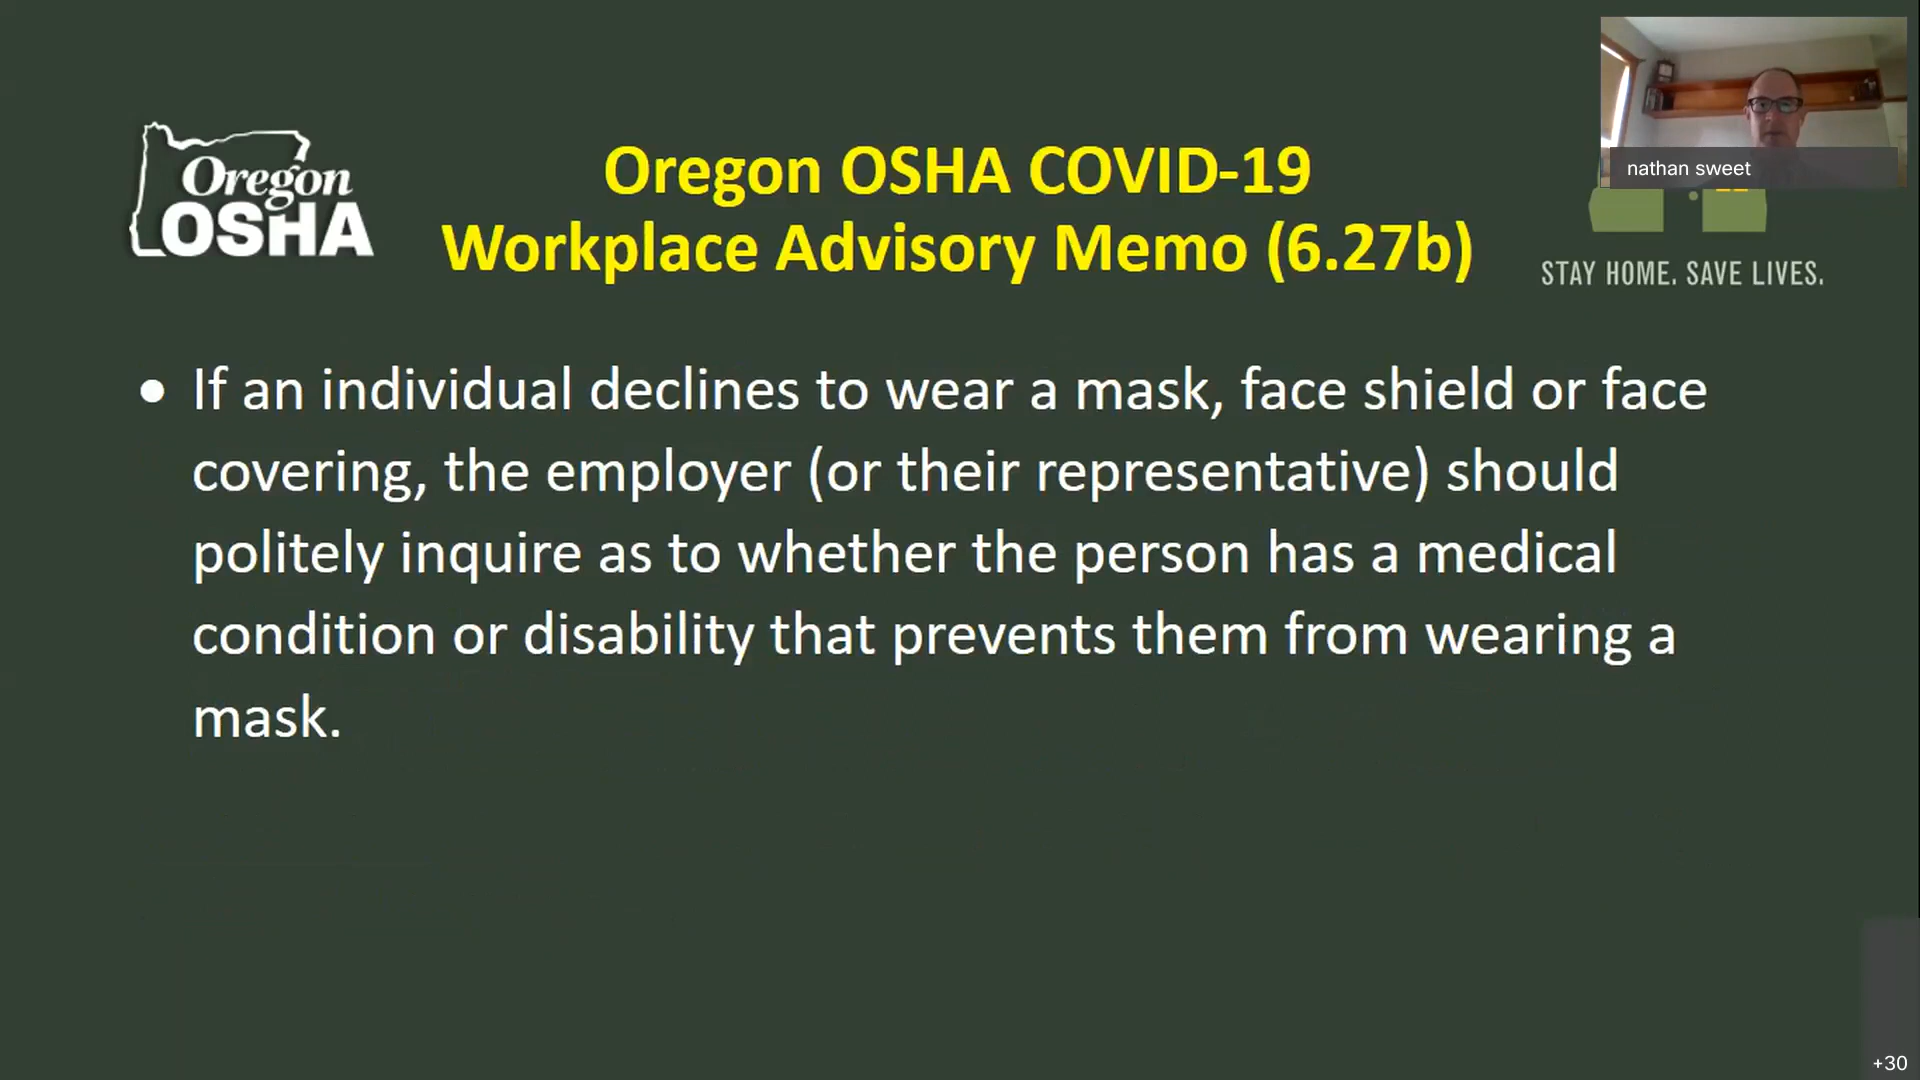 nathan sweet
Oregon
OSHA
Oregon OSHA COVID-19
Workplace Advisory Memo (6.27b)
STAY HOME. SAVE LIVES.
• If an individual declines to wear a mask, face shield or face
covering, the employer (or their representative) should
politely inquire as to whether the person has a medical
condition or disability that prevents them from wearing a
mask.
+30